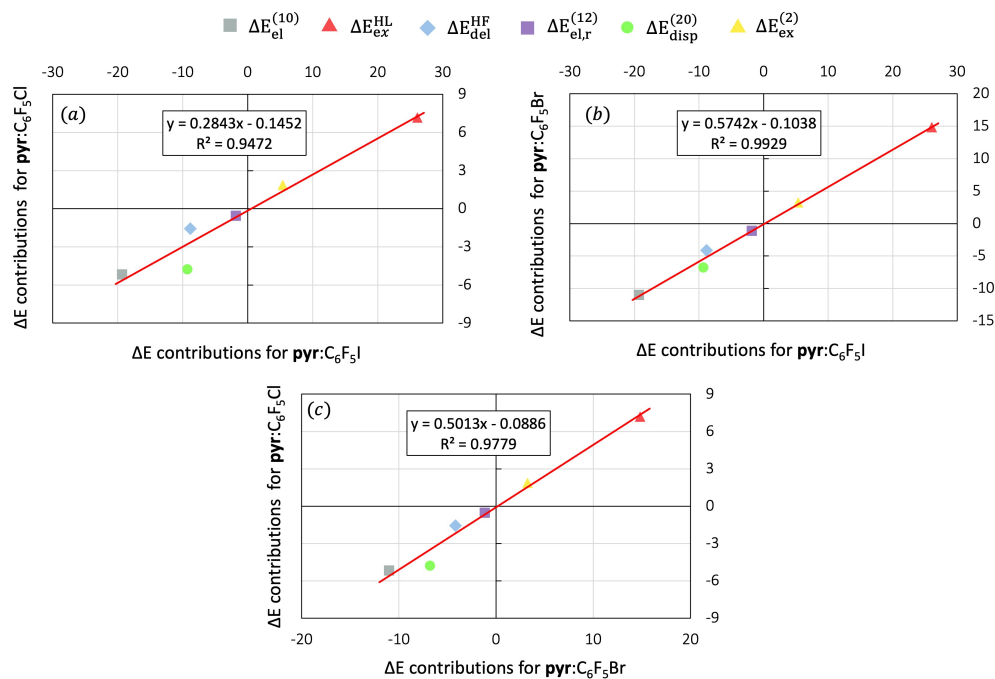 ΔE_el^(10) ΔE_ex^HL ΔE_del^HF ΔE_el,r^(12) ΔE_disp^(20) ΔE_ex^(2)
-30 -20 -10 0 10 20 30
(a)
y = 0.2843x - 0.1452
R² = 0.9472
9
6
3
0
-3
-6
-9
ΔE contributions for pyr:C₆F₅Cl
ΔE contributions for pyr:C₆F₅I
-30 -20 -10 0 10 20 30
(b)
y = 0.5742x - 0.1038
R² = 0.9929
20
15
10
5
0
-5
-10
-15
ΔE contributions for pyr:C₆F₅Br
ΔE contributions for pyr:C₆F₅I
(c)
y = 0.5013x - 0.0886
R² = 0.9779
9
6
3
0
-3
-6
-9
-20 -10 0 10 20
ΔE contributions for pyr:C₆F₅Cl
ΔE contributions for pyr:C₆F₅Br